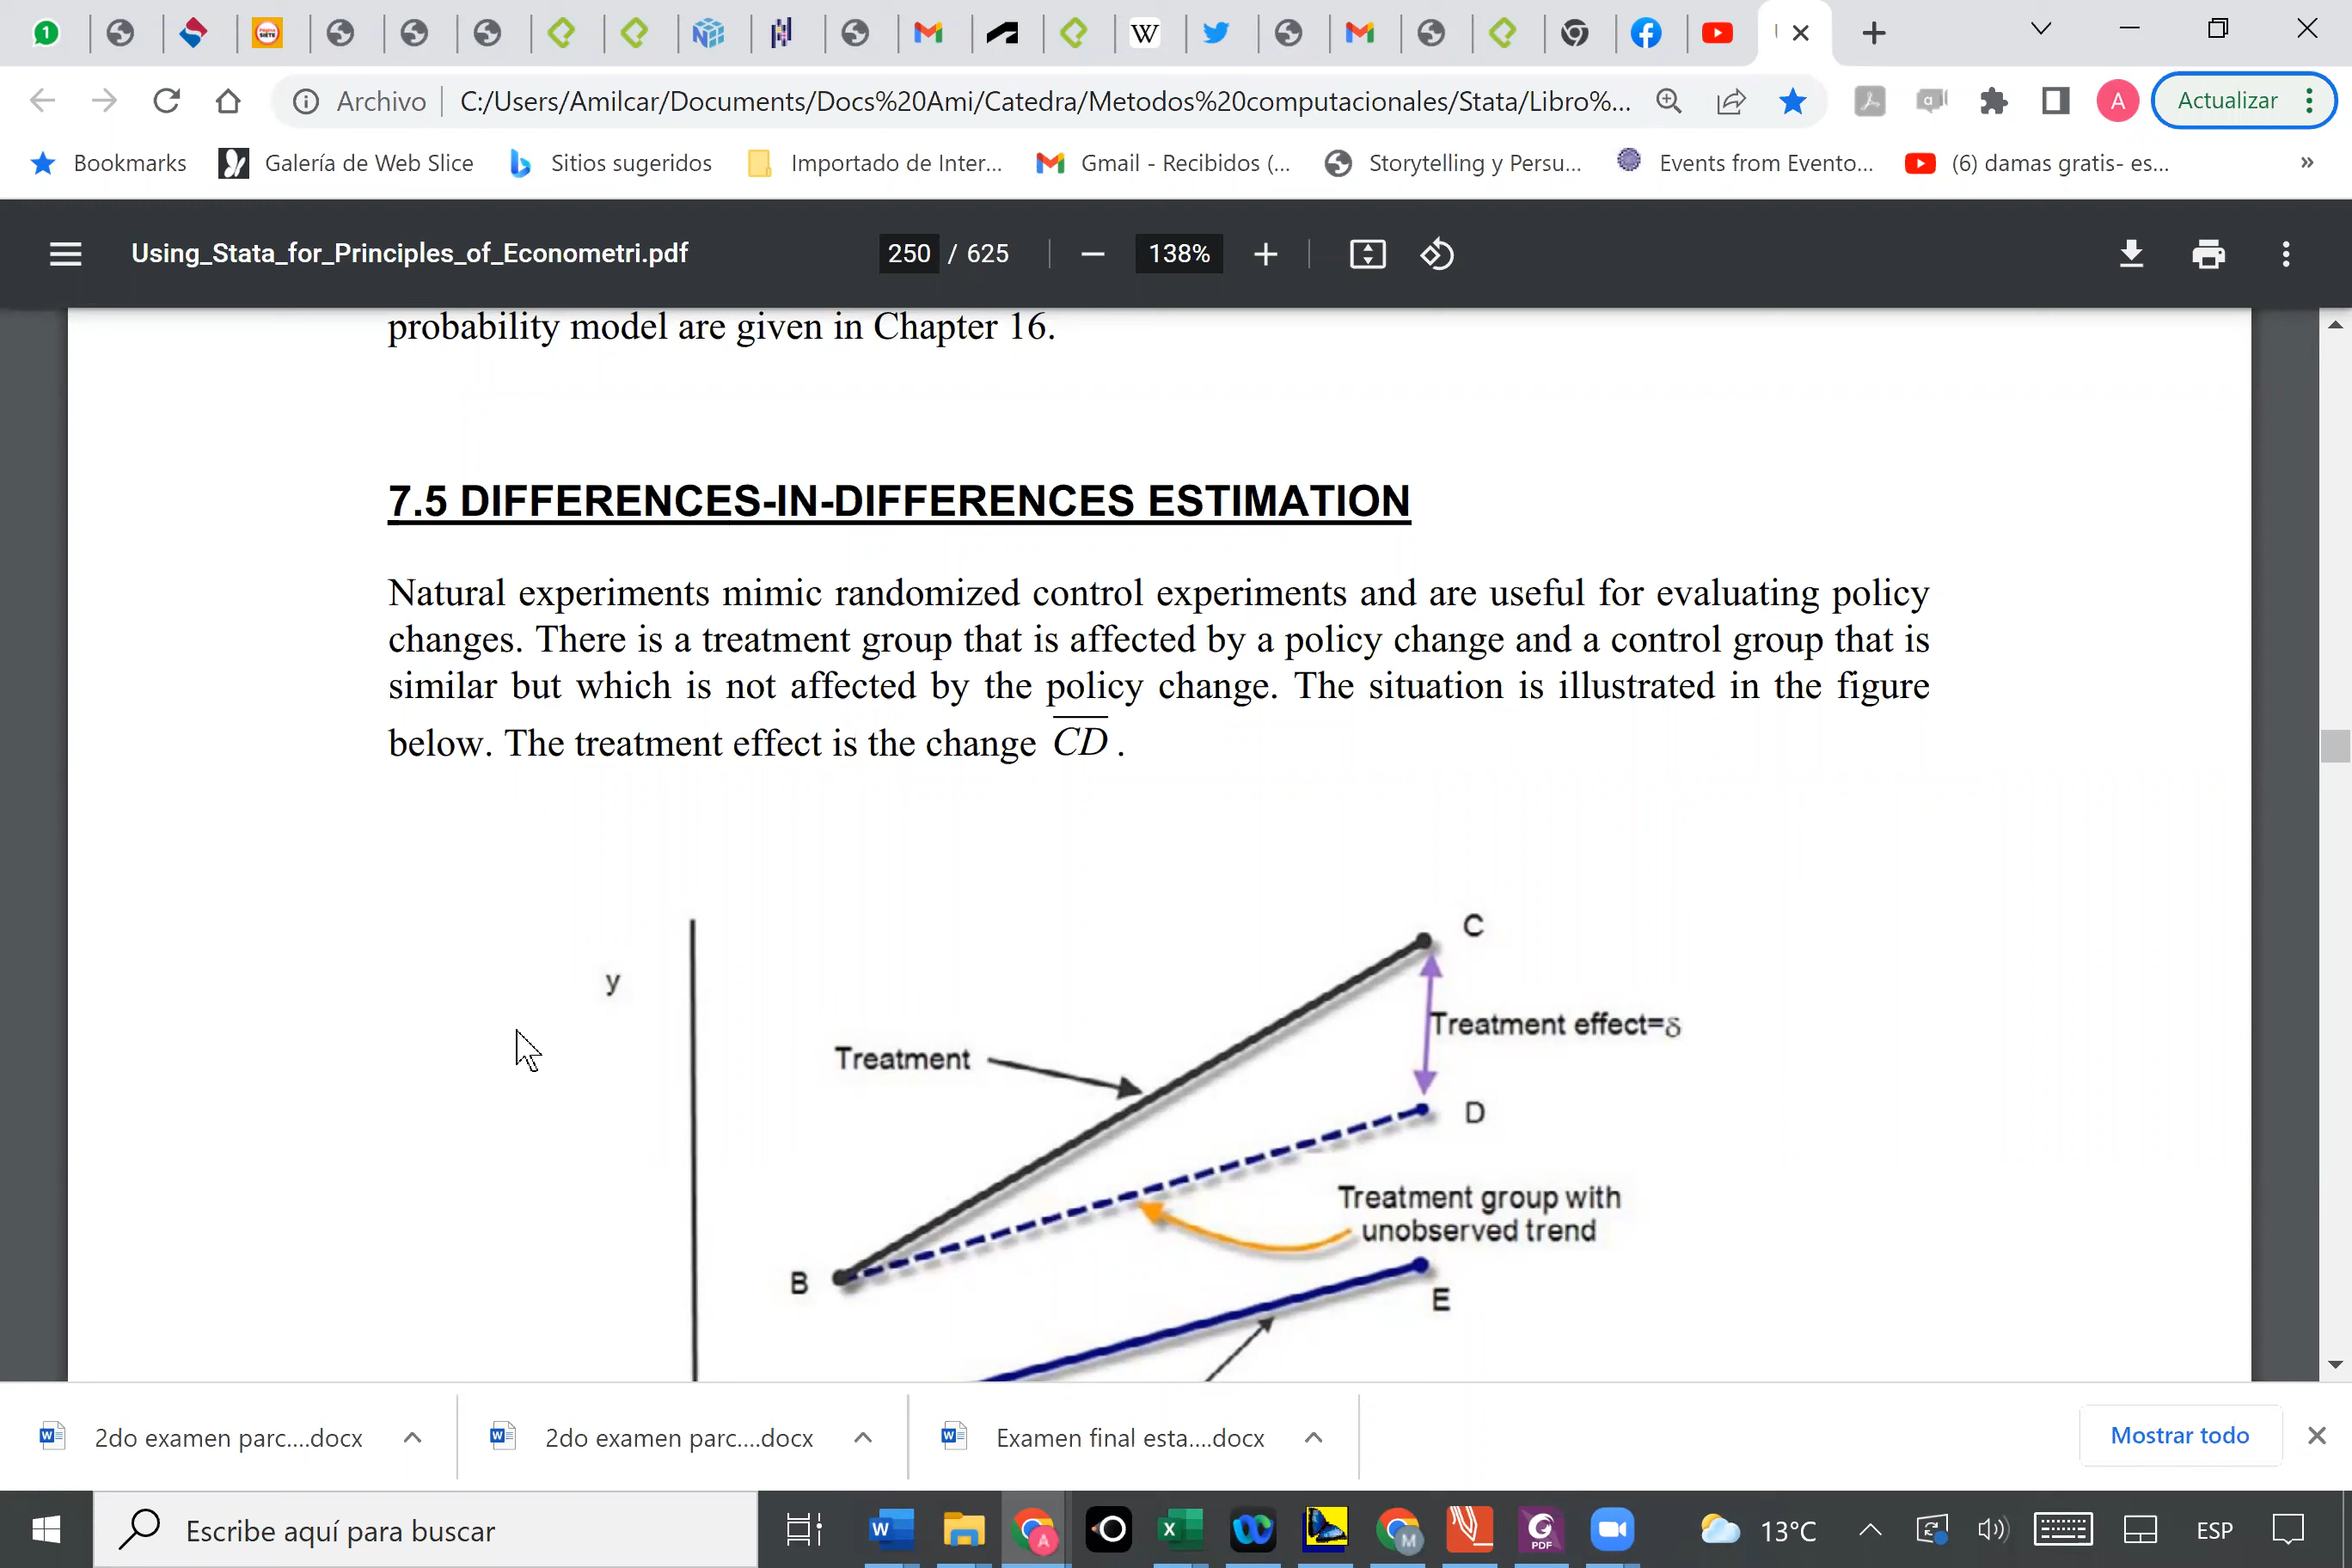 1
W
Archivo
C:/Users/Amilcar/Documents/Docs%20Ami/Catedra/Metodos%20computacionales/Stata/Libro%...
A
Actualizar
Bookmarks
Galería de Web Slice
Sitios sugeridos
Importado de Inter...
Gmail - Recibidos (...
Storytelling y Persu...
Events from Evento...
(6) damas gratis- es...
»
Using_Stata_for_Principles_of_Econometri.pdf
250 / 625
138%
probability model are given in Chapter 16.
7.5 DIFFERENCES-IN-DIFFERENCES ESTIMATION
Natural experiments mimic randomized control experiments and are useful for evaluating policy
changes. There is a treatment group that is affected by a policy change and a control group that is
similar but which is not affected by the policy change. The situation is illustrated in the figure
below. The treatment effect is the change CD.
C
y
Treatment effect=δ
Treatment
D
Treatment group with
unobserved trend
B
E
2do examen parc....docx
2do examen parc....docx
Examen final esta....docx
Mostrar todo
Escribe aquí para buscar
13°C
ESP